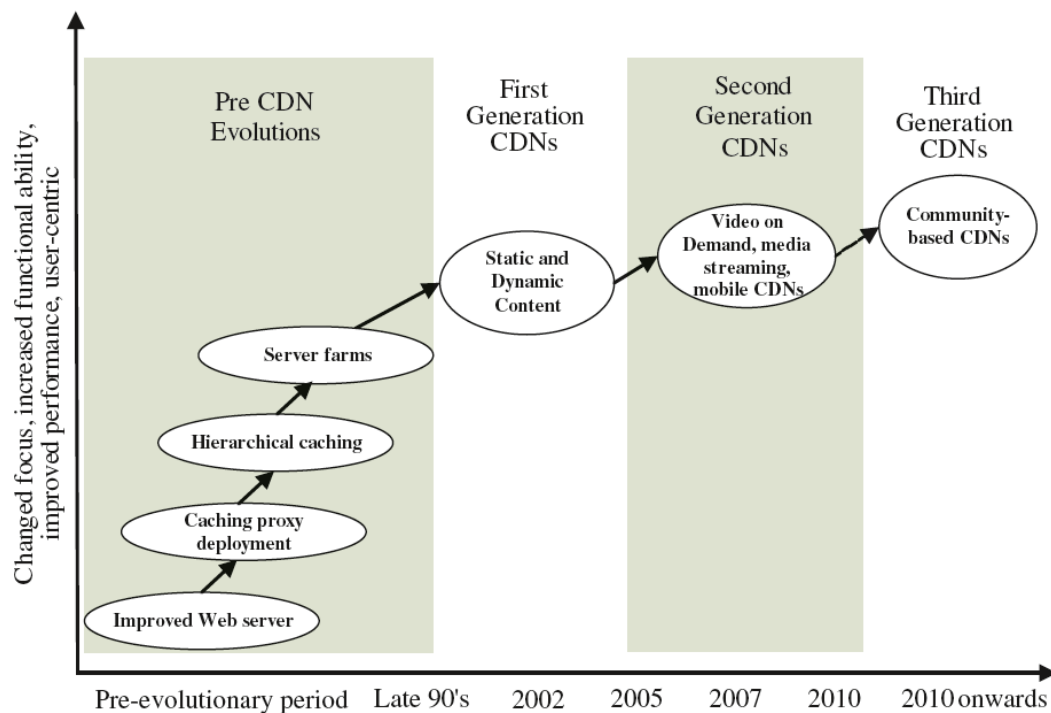 Changed focus, increased functional ability,
improved performance, user-centric
Pre CDN
Evolutions
First
Generation
CDNs
Second
Generation
CDNs
Third
Generation
CDNs
Community-
based CDNs
Video on
Demand, media
streaming,
mobile CDNs
Static and
Dynamic
Content
Server farms
Hierarchical caching
Caching proxy
deployment
Improved Web server
Pre-evolutionary period Late 90's 2002 2005 2007 2010 2010 onwards